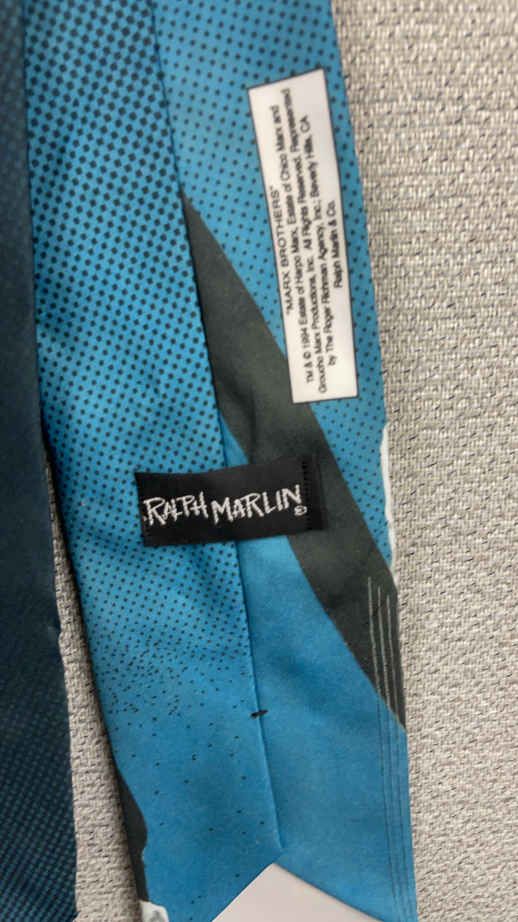 "MARX BROTHERS"
TM & © 1994 Estate of Harpo Marx, Estate of Chico Marx and
Groucho Marx Productions, Inc. All Rights Reserved. Represented
by The Roger Richman Agency, Inc.; Beverly Hills, CA
Ralph Marlin & Co.
RALPH MARLIN